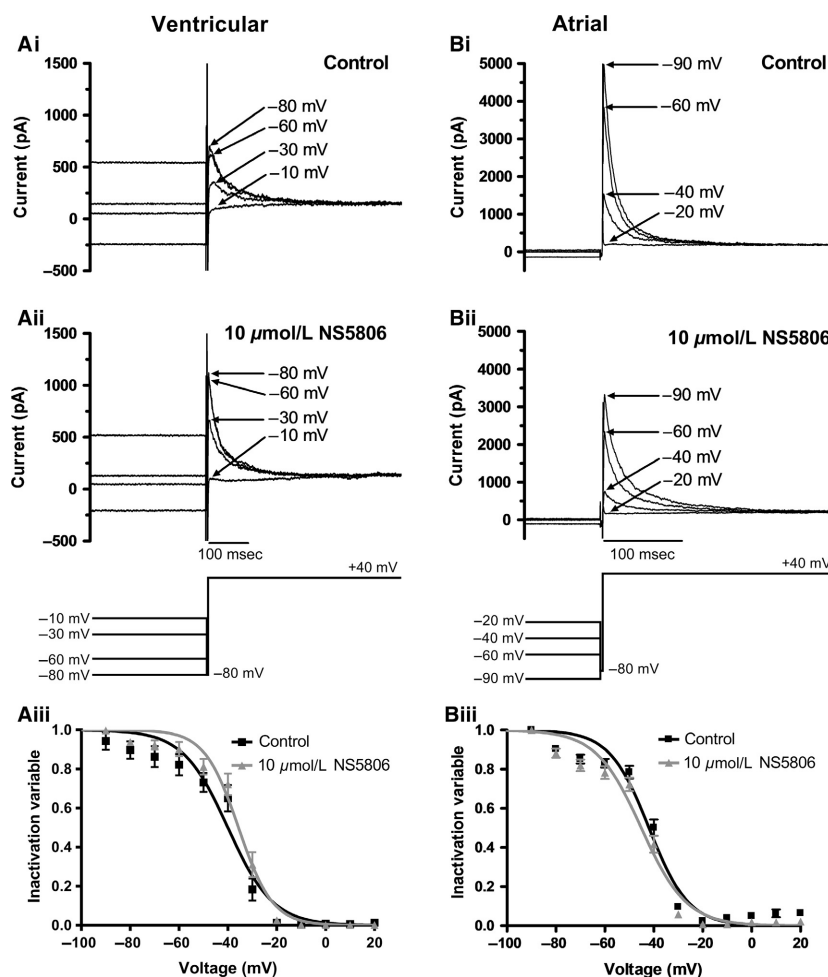 Ventricular
Atrial
Ai
Control
1500
1000
500
0
−500
Current (pA)
−80 mV
−60 mV
−30 mV
−10 mV
Bi
Control
5000
4000
3000
2000
1000
0
Current (pA)
−90 mV
−60 mV
−40 mV
−20 mV
Aii
10 µmol/L NS5806
1500
1000
500
0
−500
Current (pA)
−80 mV
−60 mV
−30 mV
−10 mV
100 msec
Bii
10 µmol/L NS5806
5000
4000
3000
2000
1000
0
Current (pA)
−90 mV
−60 mV
−40 mV
−20 mV
100 msec
+40 mV
−10 mV
−30 mV
−60 mV
−80 mV
−80 mV
+40 mV
−20 mV
−40 mV
−60 mV
−90 mV
−80 mV
Aiii
1.0
0.8
0.6
0.4
0.2
0.0
Inactivation variable
Control
10 µmol/L NS5806
−100 −80 −60 −40 −20 0 20
Voltage (mV)
Biii
1.0
0.8
0.6
0.4
0.2
0.0
Inactivation variable
Control
10 µmol/L NS5806
−100 −80 −60 −40 −20 0 20
Voltage (mV)